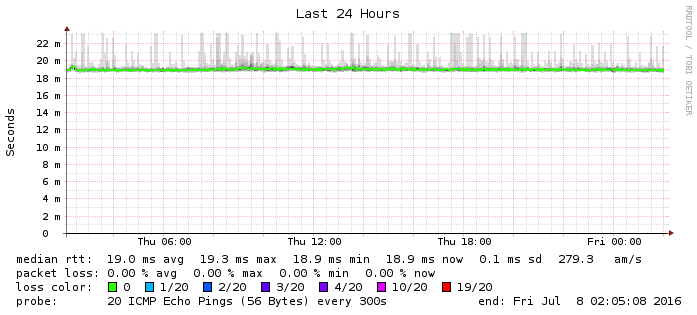 Last 24 Hours
RRDTOOL / TOBI OETIKER
Seconds
22 m
20 m
18 m
16 m
14 m
12 m
10 m
8 m
6 m
4 m
2 m
0
Thu 06:00 Thu 12:00 Thu 18:00 Fri 00:00
median rtt: 19.0 ms avg 19.3 ms max 18.9 ms min 18.9 ms now 0.1 ms sd 279.3 am/s
packet loss: 0.00 % avg 0.00 % max 0.00 % min 0.00 % now
loss color: 0 1/20 2/20 3/20 4/20 10/20 19/20
probe: 20 ICMP Echo Pings (56 Bytes) every 300s end: Fri Jul 8 02:05:08 2016